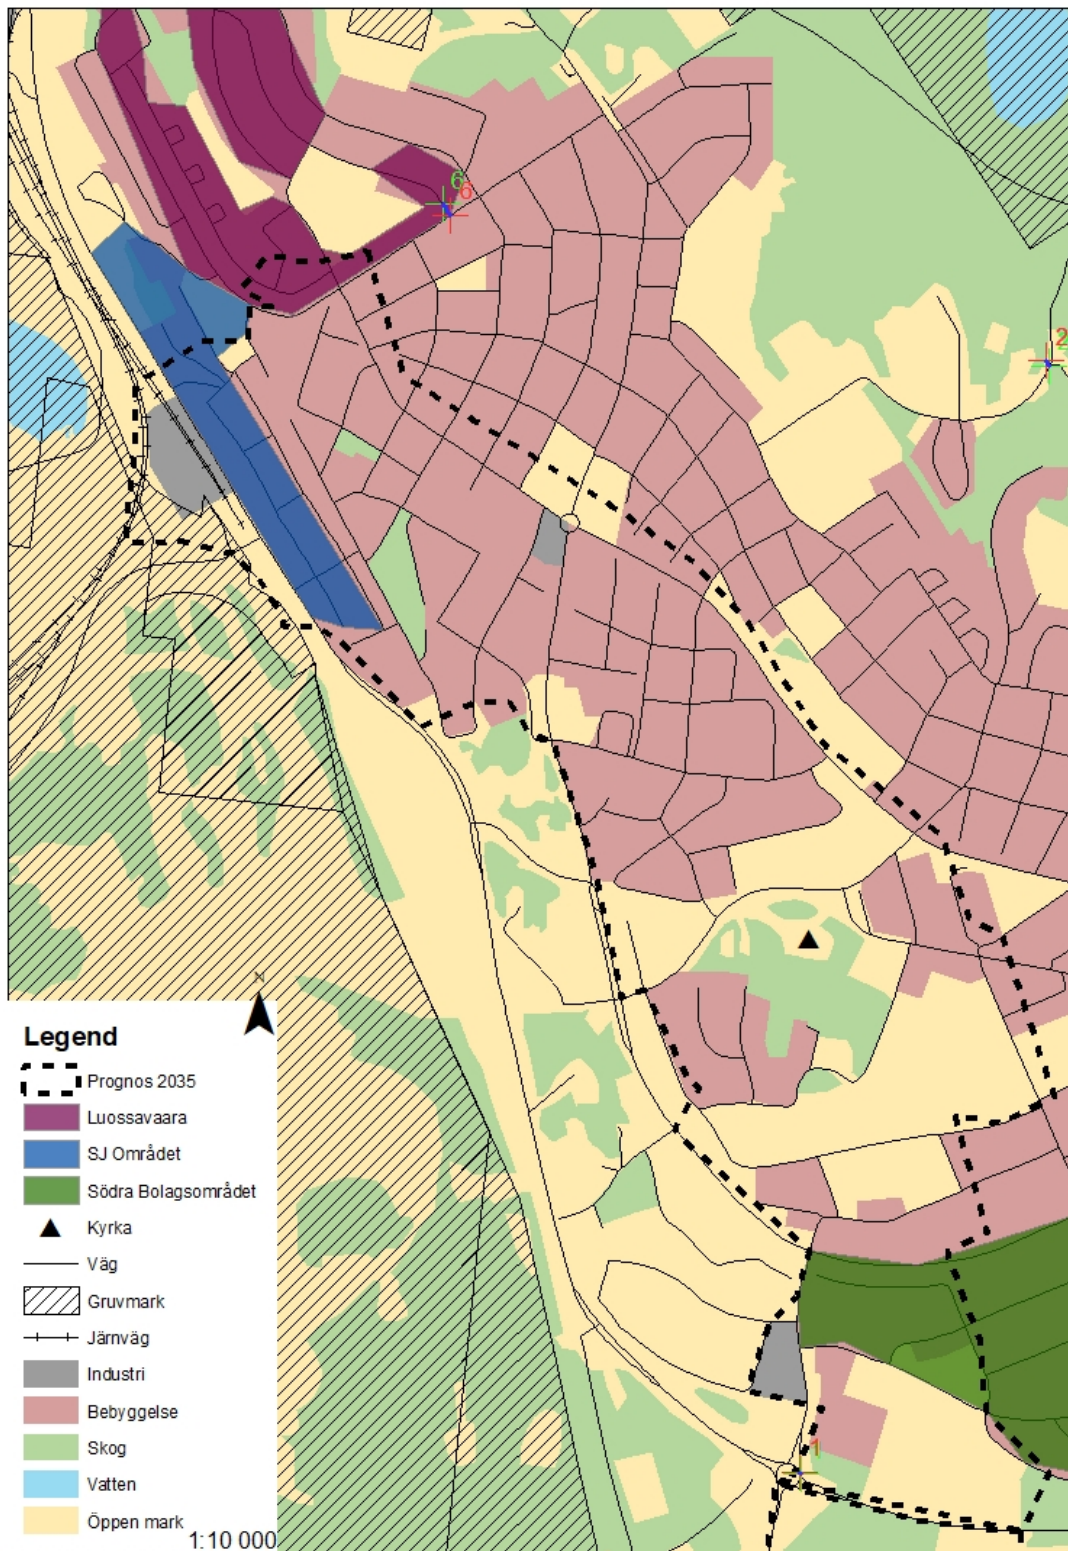 6
6
2
N
Legend
Prognos 2035
Luossavaara
SJ Området
Södra Bolagsområdet
Kyrka
Väg
Gruvmark
Järnväg
Industri
Bebyggelse
Skog
Vatten
Öppen mark
1:10 000
1